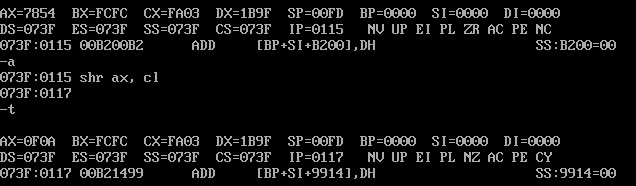 AX=7854  BX=FCFC  CX=FA03  DX=1B9F  SP=00FD  BP=0000  SI=0000  DI=0000
DS=073F  ES=073F  SS=073F  CS=073F  IP=0115   NV UP EI PL ZR AC PE NC
073F:0115 00B200B2      ADD     [BP+SI+B200],DH                    SS:B200=00
-a
073F:0115 shr ax, cl
073F:0117
-t
AX=0F0A  BX=FCFC  CX=FA03  DX=1B9F  SP=00FD  BP=0000  SI=0000  DI=0000
DS=073F  ES=073F  SS=073F  CS=073F  IP=0117   NV UP EI PL NZ AC PE CY
073F:0117 00B21499      ADD     [BP+SI+9914],DH                    SS:9914=00